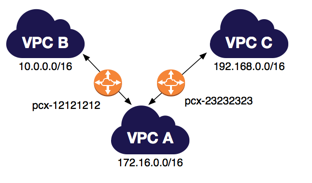 VPC B
VPC C
10.0.0.0/16
192.168.0.0/16
pcx-12121212
pcx-23232323
VPC A
172.16.0.0/16